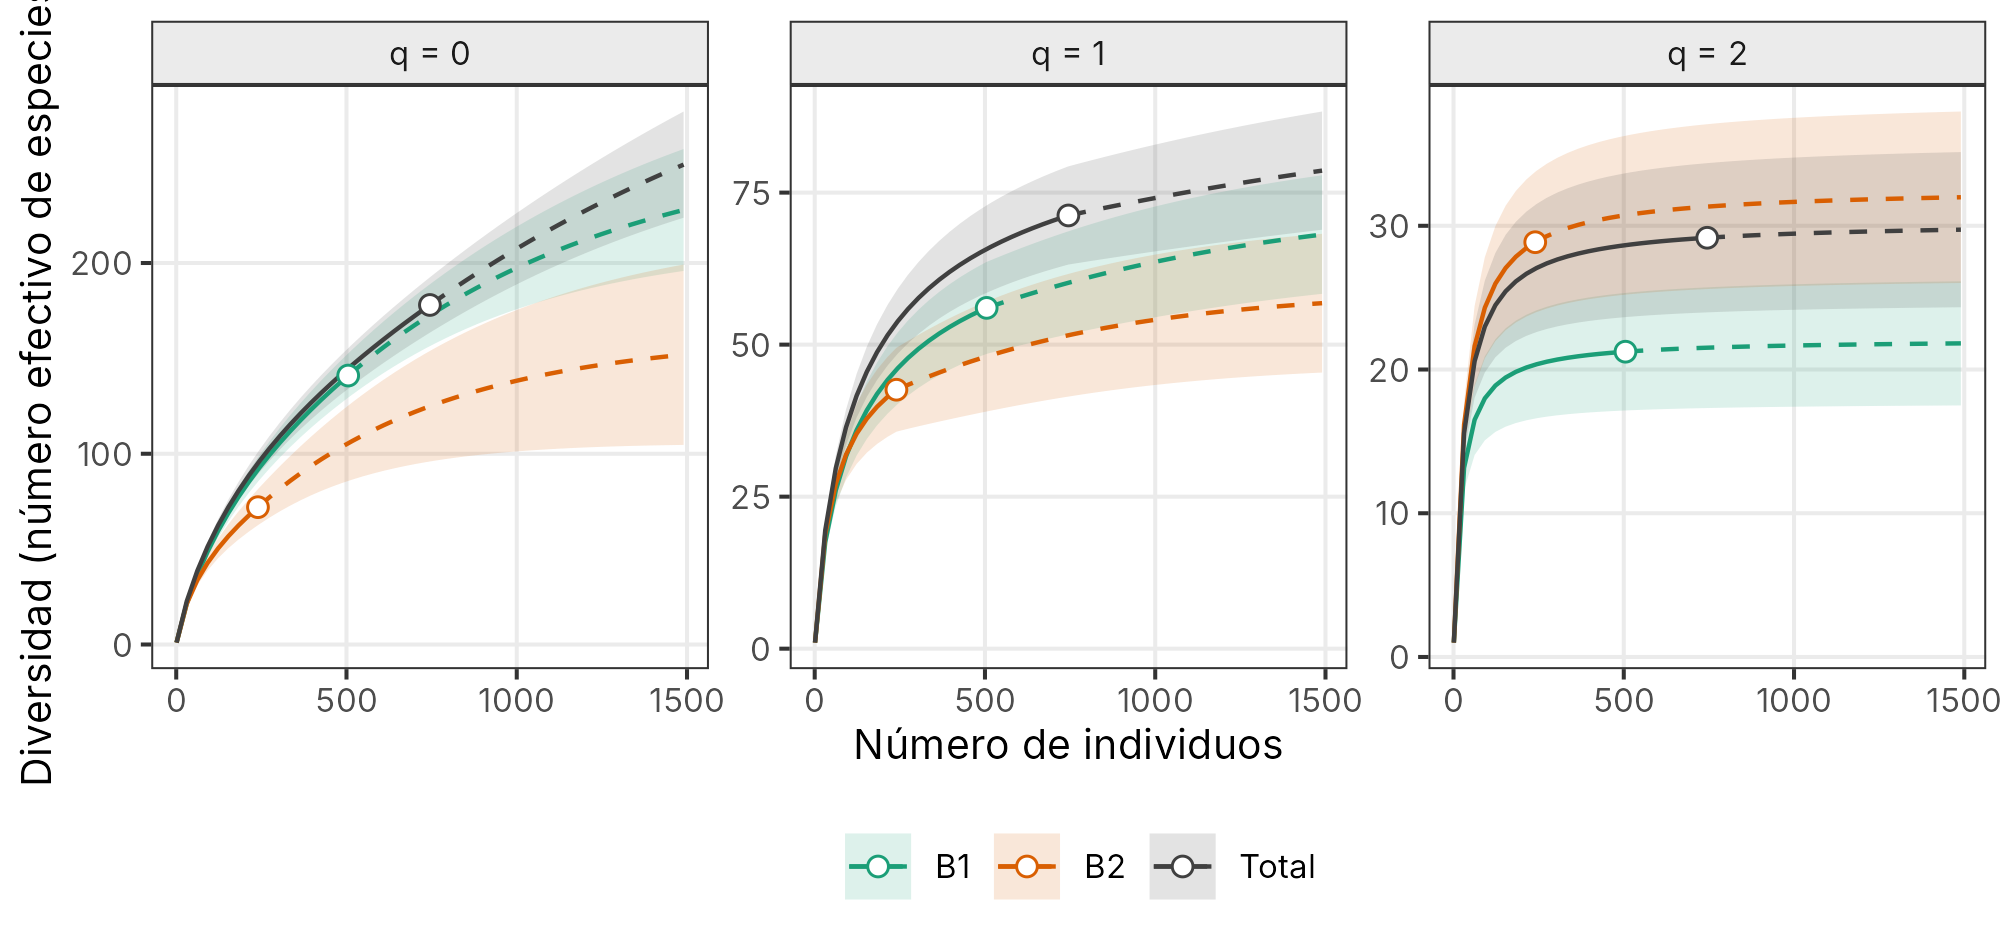 q = 0
q = 1
q = 2
Diversidad (número efectivo de especies
200
100
0
75
50
25
0
30
20
10
0
0 500 1000 1500
0 500 1000 1500
0 500 1000 1500
Número de individuos
B1 B2 Total